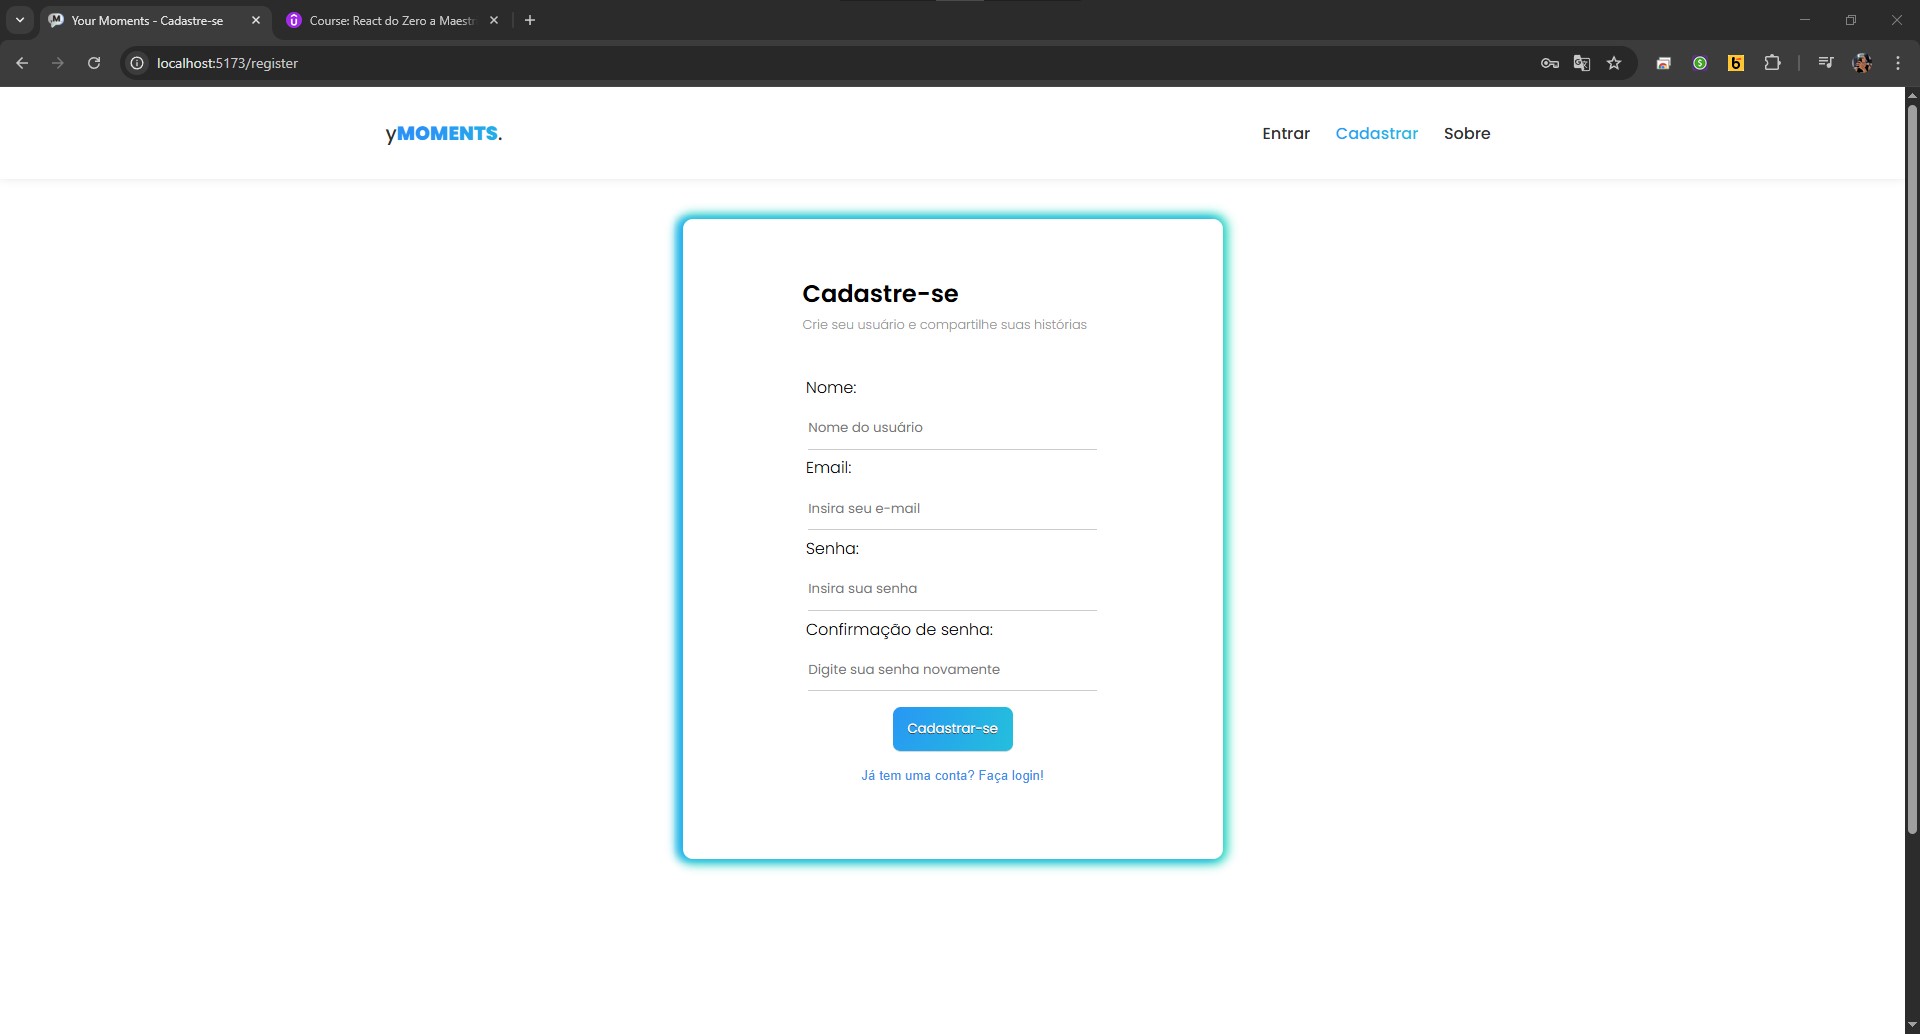 Your Moments - Cadastre-se
Course: React do Zero a Maestr
localhost:5173/register
yMOMENTS.
Entrar Cadastrar Sobre
Cadastre-se
Crie seu usuário e compartilhe suas histórias
Nome:
Nome do usuário
Email:
Insira seu e-mail
Senha:
Insira sua senha
Confirmação de senha:
Digite sua senha novamente
Cadastrar-se
Já tem uma conta? Faça login!